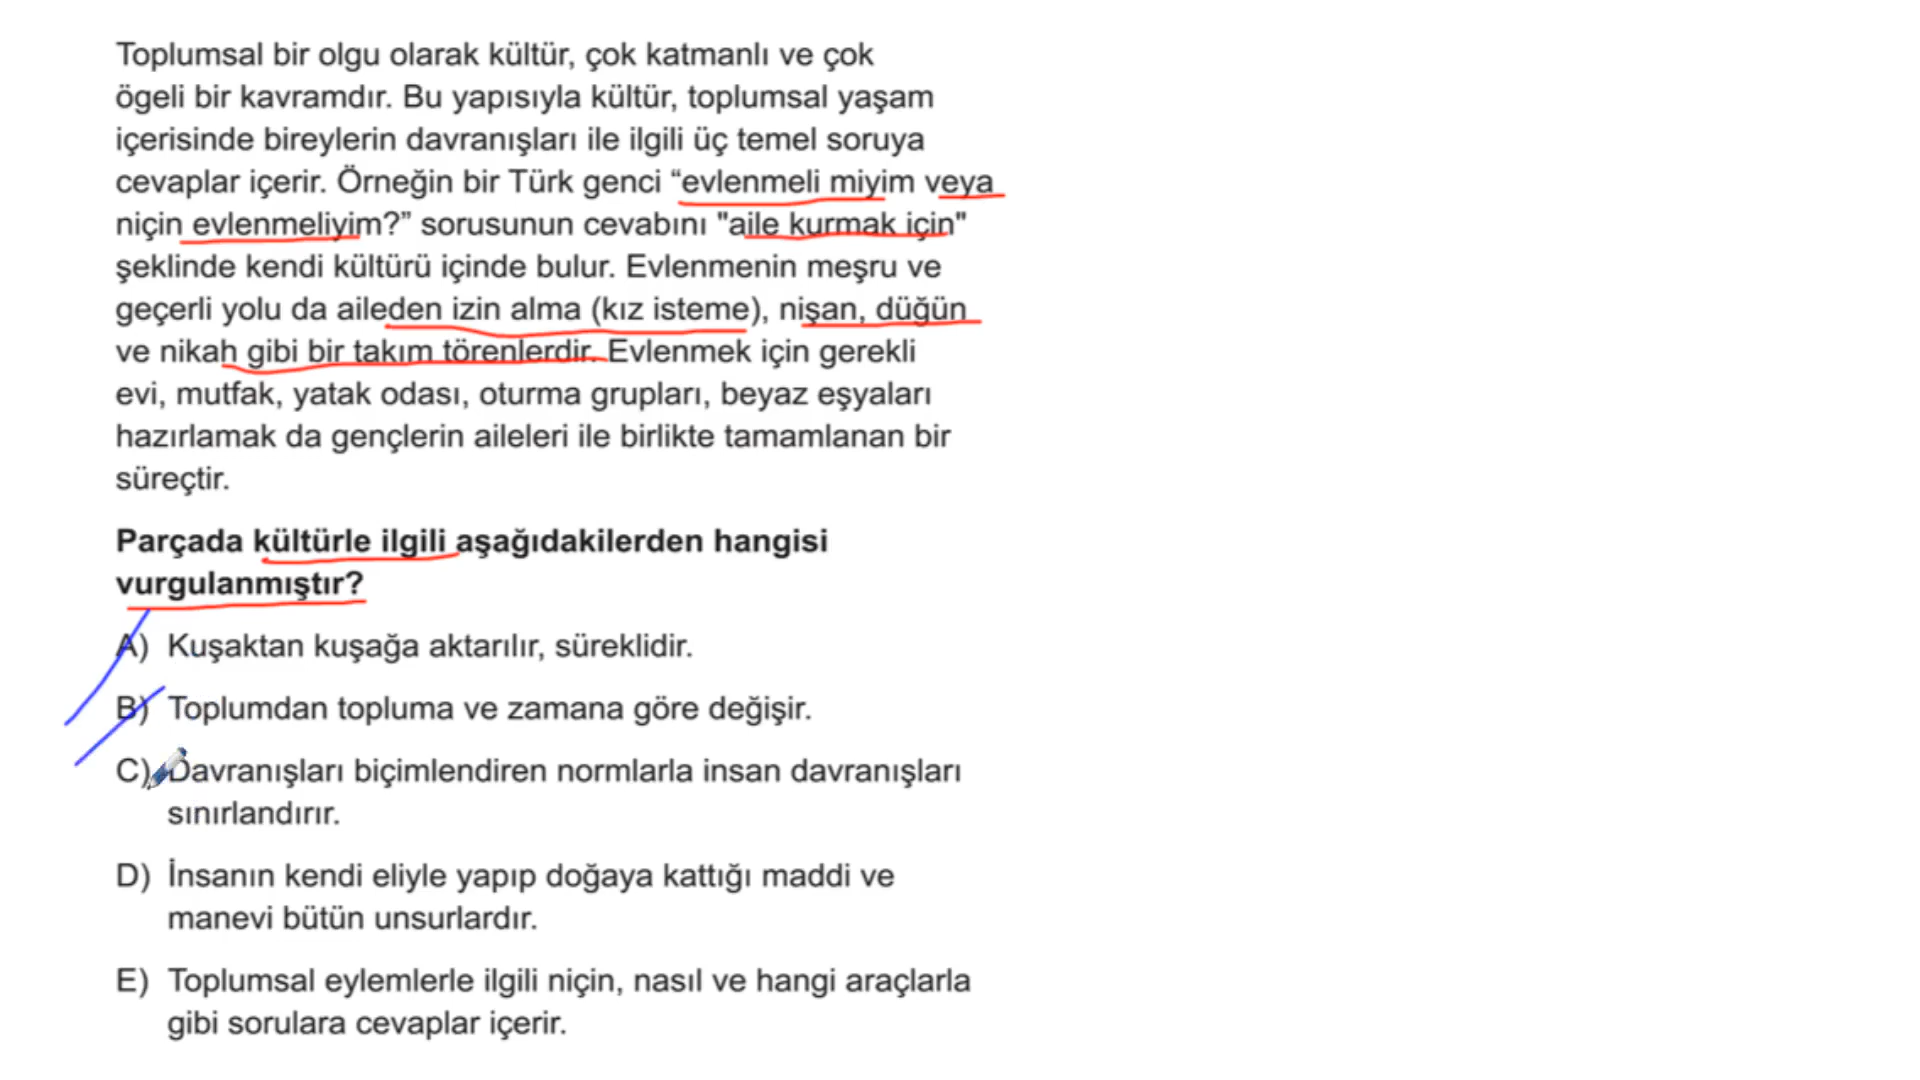 Toplumsal bir olgu olarak kültür, çok katmanlı ve çok
ögeli bir kavramdır. Bu yapısıyla kültür, toplumsal yaşam
içerisinde bireylerin davranışları ile ilgili üç temel soruya
cevaplar içerir. Örneğin bir Türk genci “evlenmeli miyim veya
niçin evlenmeliyim?” sorusunun cevabını "aile kurmak için"
şeklinde kendi kültürü içinde bulur. Evlenmenin meşru ve
geçerli yolu da aileden izin alma (kız isteme), nişan, düğün
ve nikah gibi bir takım törenlerdir. Evlenmek için gerekli
evi, mutfak, yatak odası, oturma grupları, beyaz eşyaları
hazırlamak da gençlerin aileleri ile birlikte tamamlanan bir
süreçtir.
Parçada kültürle ilgili aşağıdakilerden hangisi
vurgulanmıştır?
A) Kuşaktan kuşağa aktarılır, süreklidir.
B) Toplumdan topluma ve zamana göre değişir.
C) Davranışları biçimlendiren normlarla insan davranışları
sınırlandırır.
D) İnsanın kendi eliyle yapıp doğaya kattığı maddi ve
manevi bütün unsurlardır.
E) Toplumsal eylemlerle ilgili niçin, nasıl ve hangi araçlarla
gibi sorulara cevaplar içerir.